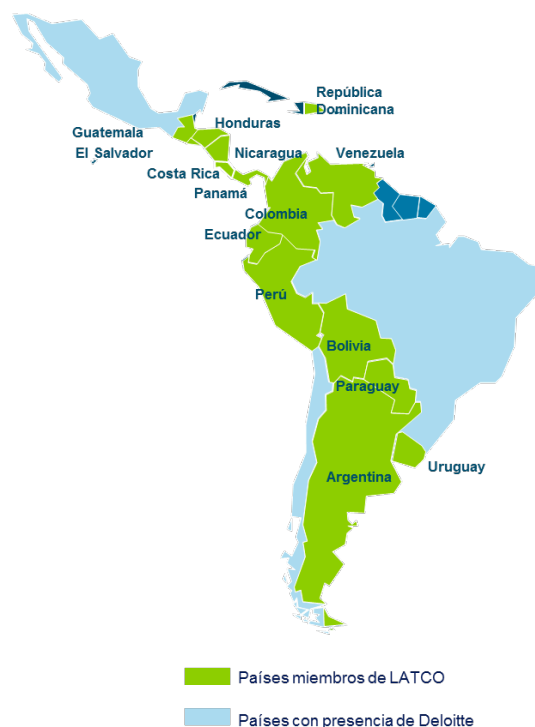 República
Dominicana
Guatemala
Honduras
El Salvador
Nicaragua
Venezuela
Costa Rica
Panamá
Colombia
Ecuador
Perú
Bolivia
Paraguay
Uruguay
Argentina
Países miembros de LATCO
Países con presencia de Deloitte